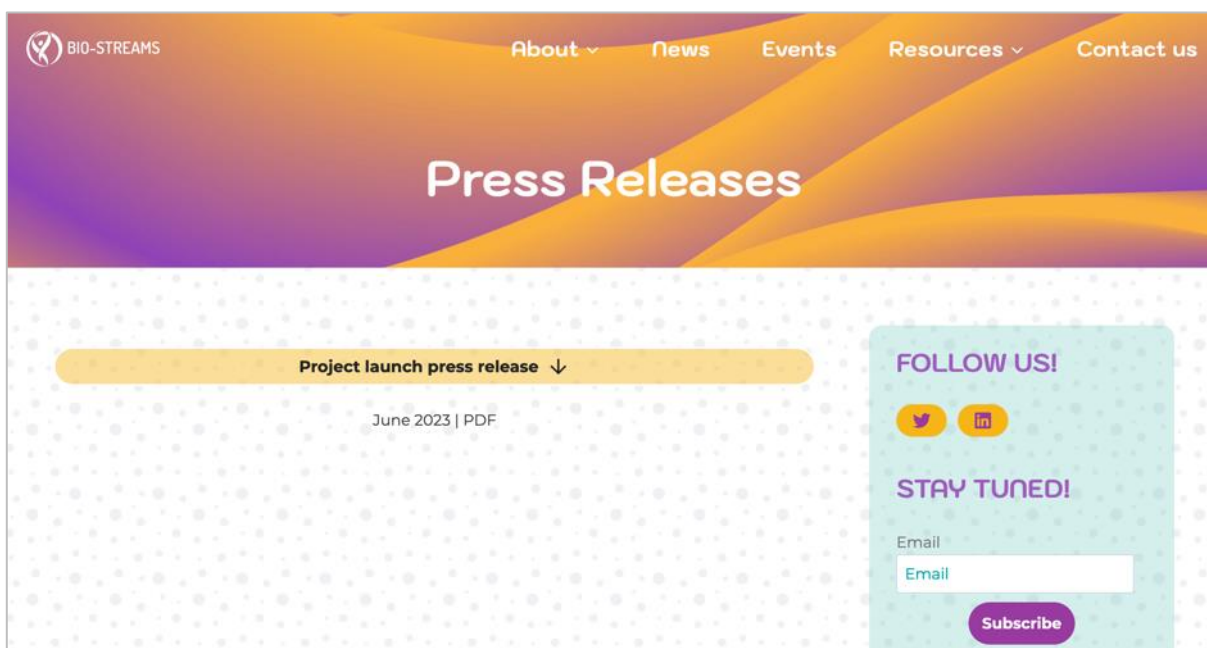 BIO-STREAMS
About News Events Resources Contact us
Press Releases
Project launch press release ↓
June 2023 | PDF
FOLLOW US!
STAY TUNED!
Email
Email
Subscribe